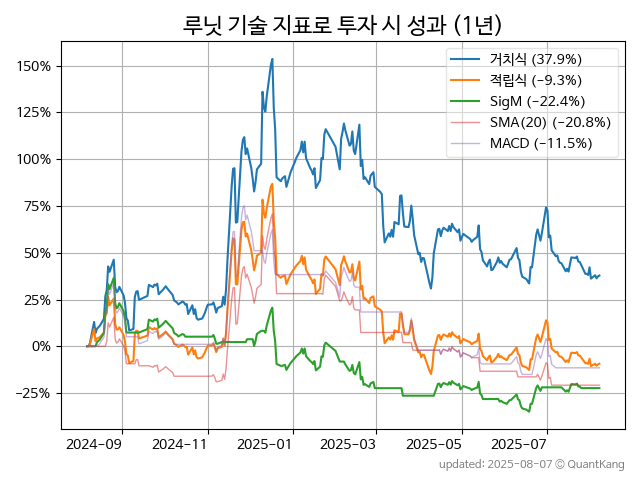 루닛 기술 지표로 투자 시 성과 (1년)
거치식 (37.9%)
적립식 (−9.3%)
SigM (−22.4%)
SMA(20) (−20.8%)
MACD (−11.5%)
150%
125%
100%
75%
50%
25%
0%
−25%
2024-09 2024-11 2025-01 2025-03 2025-05 2025-07
updated: 2025-08-07 © QuantKang